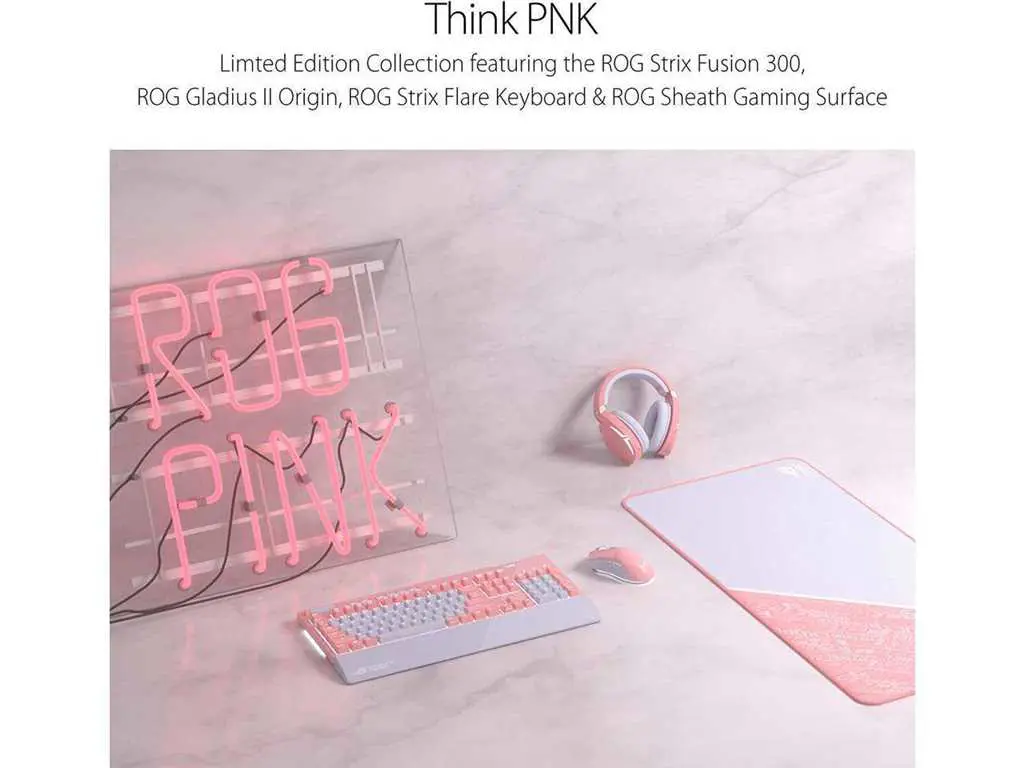 Think PNK
Limted Edition Collection featuring the ROG Strix Fusion 300,
ROG Gladius II Origin, ROG Strix Flare Keyboard & ROG Sheath Gaming Surface
ROG
PINK